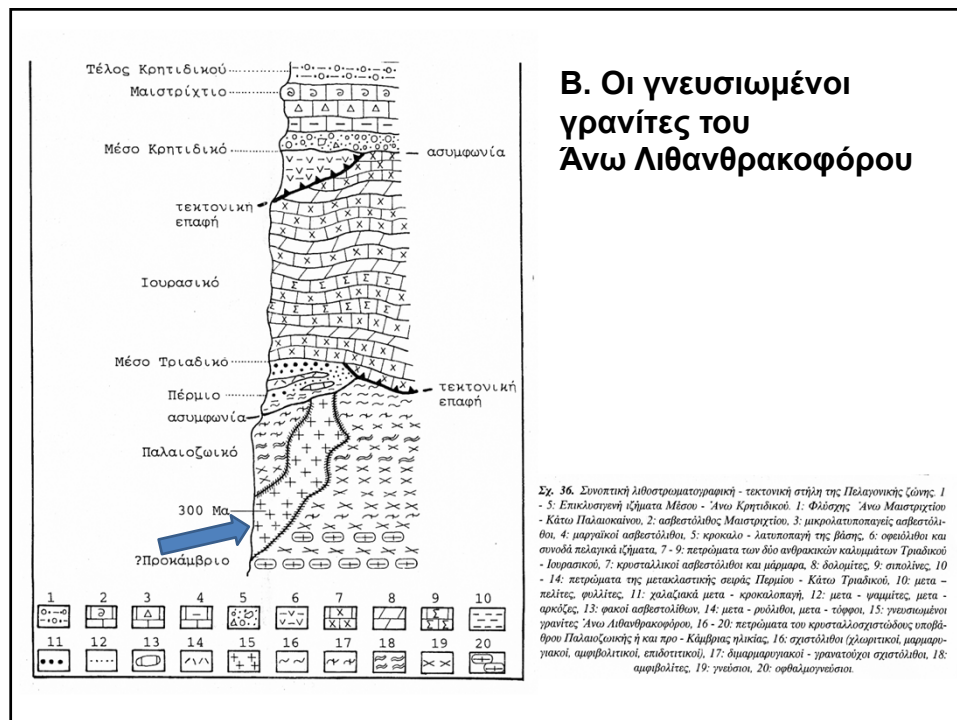 Τέλος Κρητιδικού
Μαιστρίχτιο
Μέσο Κρητιδικό
ασυμφωνία
τεκτονική
επαφή
Ιουρασικό
Μέσο Τριαδικό
Πέρμιο
τεκτονική
επαφή
ασυμφωνία
Παλαιοζωικό
300 Μα
?Προκάμβριο
1 2 3 4 5 6 7 8 9 10
11 12 13 14 15 16 17 18 19 20
Β. Οι γνευσιωμένοι
γρανίτες του
Άνω Λιθανθρακοφόρου
Σχ. 36. Συνοπτική λιθοστρωματογραφική - τεκτονική στήλη της Πελαγονικής ζώνης. 1
- 5: Επικλυσιγενή ιζήματα Μέσου - Άνω Κρητιδικού. 1: Φλύσχης Άνω Μαιστριχτίου
- Κάτω Παλαιοκαίνου, 2: ασβεστόλιθος Μαιστριχτίου, 3: μικρολατυποπαγείς ασβεστόλι-
θοι, 4: μαργαϊκοί ασβεστόλιθοι, 5: κροκαλο - λατυποπαγή της βάσης, 6: οφειόλιθοι και
συνοδά πελαγικά ιζήματα, 7 - 9: πετρώματα των δύο ανθρακικών καλυμμάτων Τριαδικού
- Ιουρασικού, 7: κρυσταλλικοί ασβεστόλιθοι και μάρμαρα, 8: δολομίτες, 9: σιπολίνες, 10
- 14: πετρώματα της μετακλαστικής σειράς Περμίου - Κάτω Τριαδικού, 10: μετα –
πελίτες, φυλλίτες, 11: χαλαζιακά μετα - κροκαλοπαγή, 12: μετα - ψαμμίτες, μετα -
αρκόζες, 13: φακοί ασβεστολίθων, 14: μετα - ρυόλιθοι, μετα - τόφφοι, 15: γνευσιωμένοι
γρανίτες Άνω Λιθανθρακοφόρου, 16 - 20: πετρώματα του κρυσταλλοσχιστώδους υποβά-
θρου Παλαιοζωικής ή και προ - Κάμβριας ηλικίας, 16: σχιστόλιθοι (χλωριτικοί, μαρμαρυ-
γιακοί, αμφιβολιτικοί, επιδοτιτικοί), 17: διμαρμαρυγιακοί - γρανατούχοι σχιστόλιθοι, 18:
αμφιβολίτες, 19: γνεύσιοι, 20: οφθαλμογνεύσιοι.